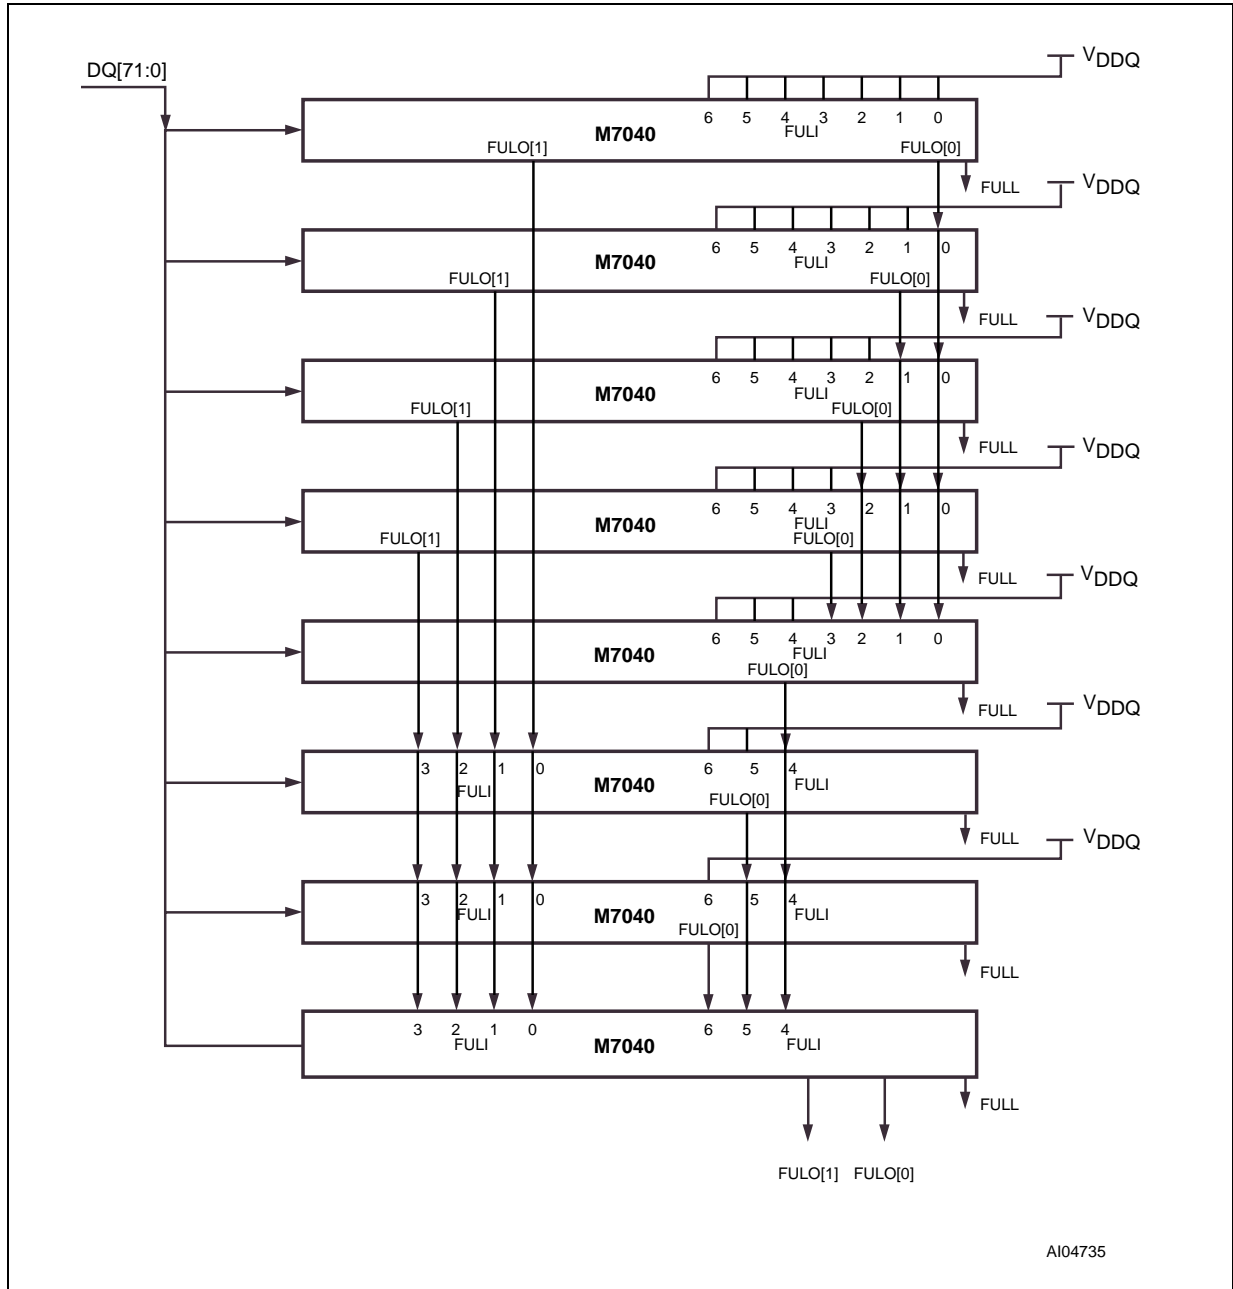 DQ[71:0]
VDDQ
6 5 4 3 2 1 0
FULI
M7040
FULO[1] FULO[0]
FULL
VDDQ
6 5 4 3 2 1 0
FULI
M7040
FULO[1] FULO[0]
FULL
VDDQ
6 5 4 3 2 1 0
FULI
M7040
FULO[1] FULO[0]
FULL
VDDQ
6 5 4 3 2 1 0
FULI
M7040
FULO[1] FULO[0]
FULL
VDDQ
6 5 4 3 2 1 0
FULI
M7040
FULO[0]
FULL
VDDQ
3 2 1 0 6 5 4
FULI M7040 FULI
FULO[0]
FULL
VDDQ
3 2 1 0 6 5 4
FULI M7040 FULI
FULO[0]
FULL
3 2 1 0 6 5 4
FULI M7040 FULI
FULL
FULO[1] FULO[0]
AI04735